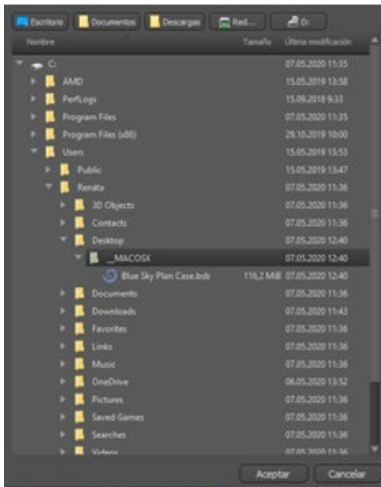 Escritorio Documentos Descargas Red... D:
Nombre Tamaño Última modificación
C: 07.05.2020 11:35
AMD 15.05.2019 13:58
PerfLogs 15.09.2018 9:33
Program Files 07.05.2020 11:35
Program Files (x86) 29.10.2019 10:00
Users 15.05.2019 13:53
Public 15.05.2019 13:47
Renáta 07.05.2020 11:36
3D Objects 07.05.2020 11:36
Contacts 07.05.2020 11:36
Desktop 07.05.2020 12:40
__MACOSX 07.05.2020 12:40
Blue Sky Plan Case.bsb 116,2 MiB 07.05.2020 12:40
Documents 07.05.2020 11:36
Downloads 07.05.2020 11:43
Favorites 07.05.2020 11:36
Links 07.05.2020 11:36
Music 07.05.2020 11:36
OneDrive 06.05.2020 13:52
Pictures 07.05.2020 11:36
Saved Games 07.05.2020 11:36
Searches 07.05.2020 11:36
Videos 07.05.2020 11:36
Aceptar Cancelar